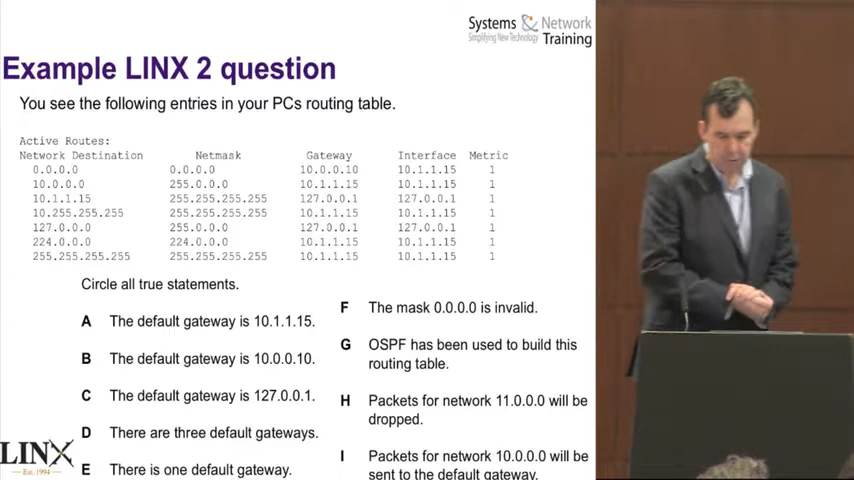 Systems & Network
Simplifying New Technology Training
Example LINX 2 question
You see the following entries in your PCs routing table.
Active Routes:
Network Destination Netmask Gateway Interface Metric
0.0.0.0 0.0.0.0 10.0.0.10 10.1.1.15 1
10.0.0.0 255.0.0.0 10.1.1.15 10.1.1.15 1
10.1.1.15 255.255.255.255 127.0.0.1 127.0.0.1 1
10.255.255.255 255.255.255.255 10.1.1.15 10.1.1.15 1
127.0.0.0 255.0.0.0 127.0.0.1 127.0.0.1 1
224.0.0.0 224.0.0.0 10.1.1.15 10.1.1.15 1
255.255.255.255 255.255.255.255 10.1.1.15 10.1.1.15 1
Circle all true statements.
A The default gateway is 10.1.1.15.
B The default gateway is 10.0.0.10.
C The default gateway is 127.0.0.1.
D There are three default gateways.
E There is one default gateway.
F The mask 0.0.0.0 is invalid.
G OSPF has been used to build this
routing table.
H Packets for network 11.0.0.0 will be
dropped.
I Packets for network 10.0.0.0 will be
sent to the default gateway.
LINX
Est. 1994